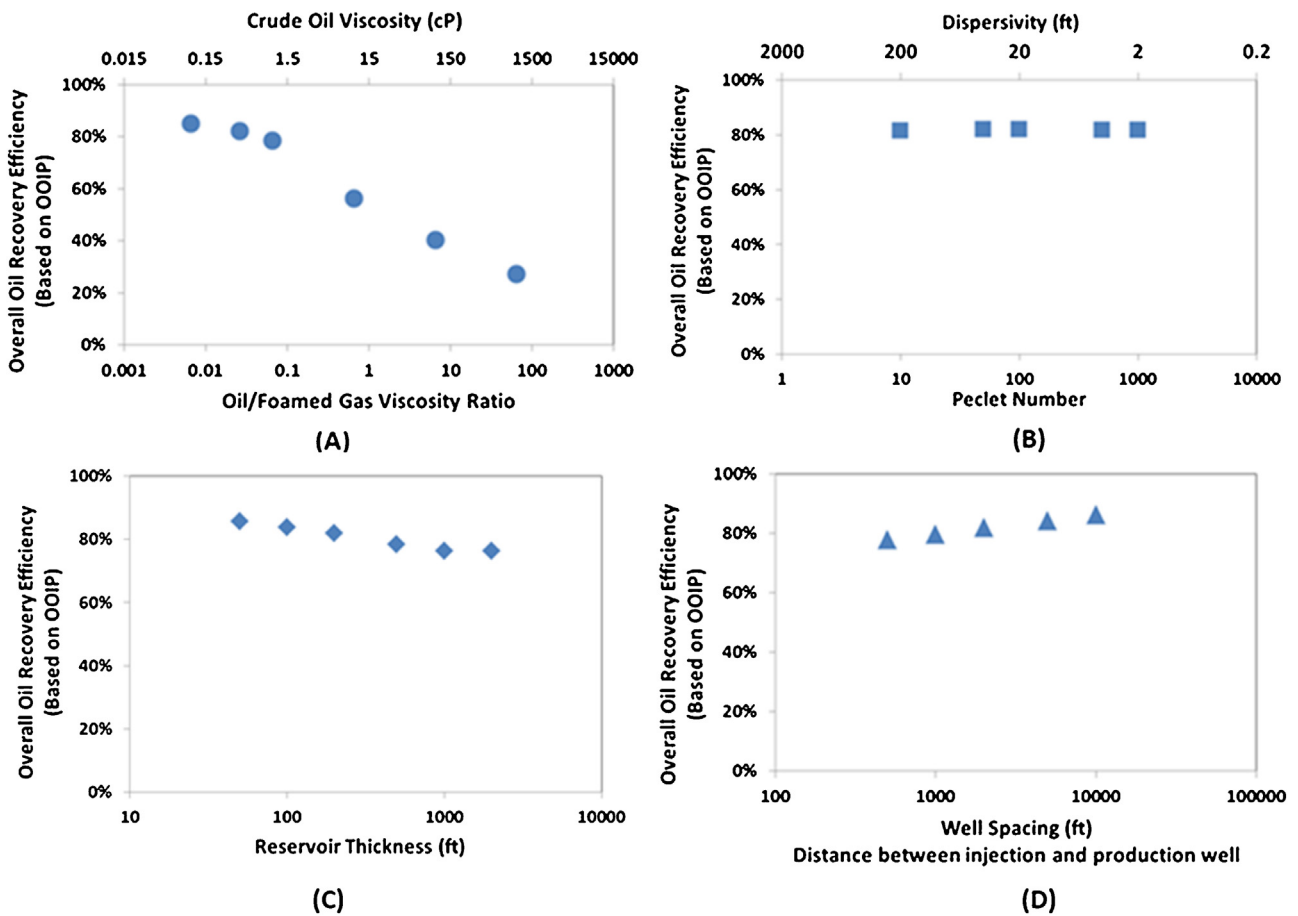 Crude Oil Viscosity (cP)
0.015 0.15 1.5 15 150 1500 15000
100%
80%
60%
40%
20%
0%
Overall Oil Recovery Efficiency
(Based on OOIP)
0.001 0.01 0.1 1 10 100 1000
Oil/Foamed Gas Viscosity Ratio
(A)
Dispersivity (ft)
2000 200 20 2 0.2
100%
80%
60%
40%
20%
0%
Overall Oil Recovery Efficiency
(Based on OOIP)
1 10 100 1000 10000
Peclet Number
(B)
100%
80%
60%
40%
20%
0%
Overall Oil Recovery Efficiency
(Based on OOIP)
10 100 1000 10000
Reservoir Thickness (ft)
(C)
100%
80%
60%
40%
20%
0%
Overall Oil Recovery Efficiency
(Based on OOIP)
100 1000 10000 100000
Well Spacing (ft)
Distance between injection and production well
(D)